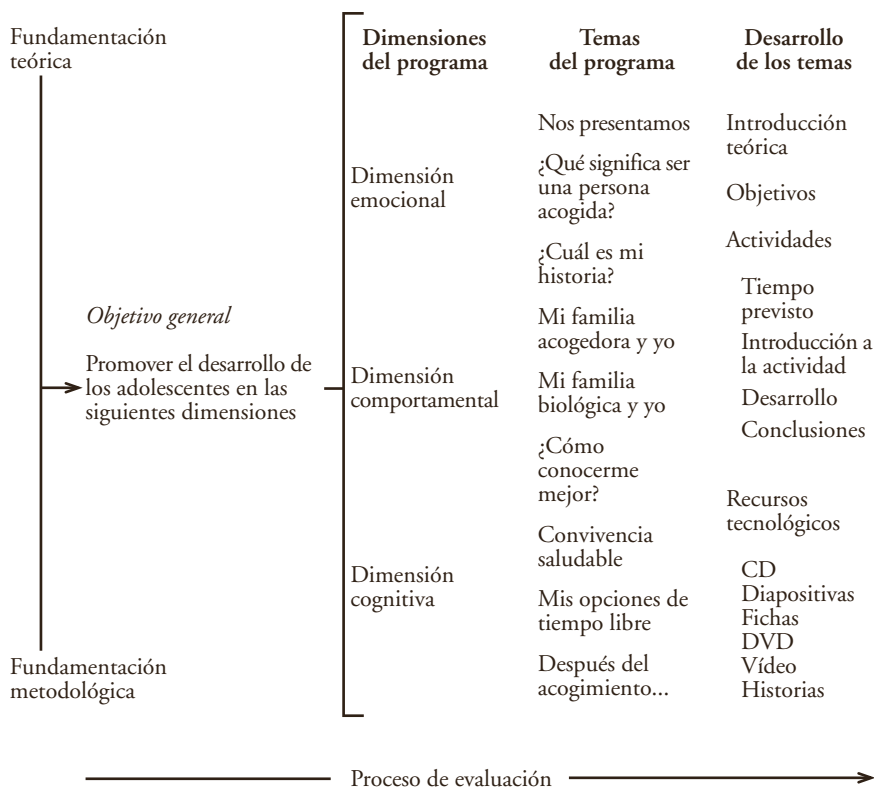 Fundamentación
teórica
Objetivo general
Promover el desarrollo de
los adolescentes en las
siguientes dimensiones
Fundamentación
metodológica
Dimensiones
del programa
Dimensión
emocional
Dimensión
comportamental
Dimensión
cognitiva
Temas
del programa
Nos presentamos
¿Qué significa ser
una persona
acogida?
¿Cuál es mi
historia?
Mi familia
acogedora y yo
Mi familia
biológica y yo
¿Cómo
conocerme
mejor?
Convivencia
saludable
Mis opciones de
tiempo libre
Después del
acogimiento...
Desarrollo
de los temas
Introducción
teórica
Objetivos
Actividades
Tiempo
previsto
Introducción a
la actividad
Desarrollo
Conclusiones
Recursos
tecnológicos
CD
Diapositivas
Fichas
DVD
Vídeo
Historias
Proceso de evaluación